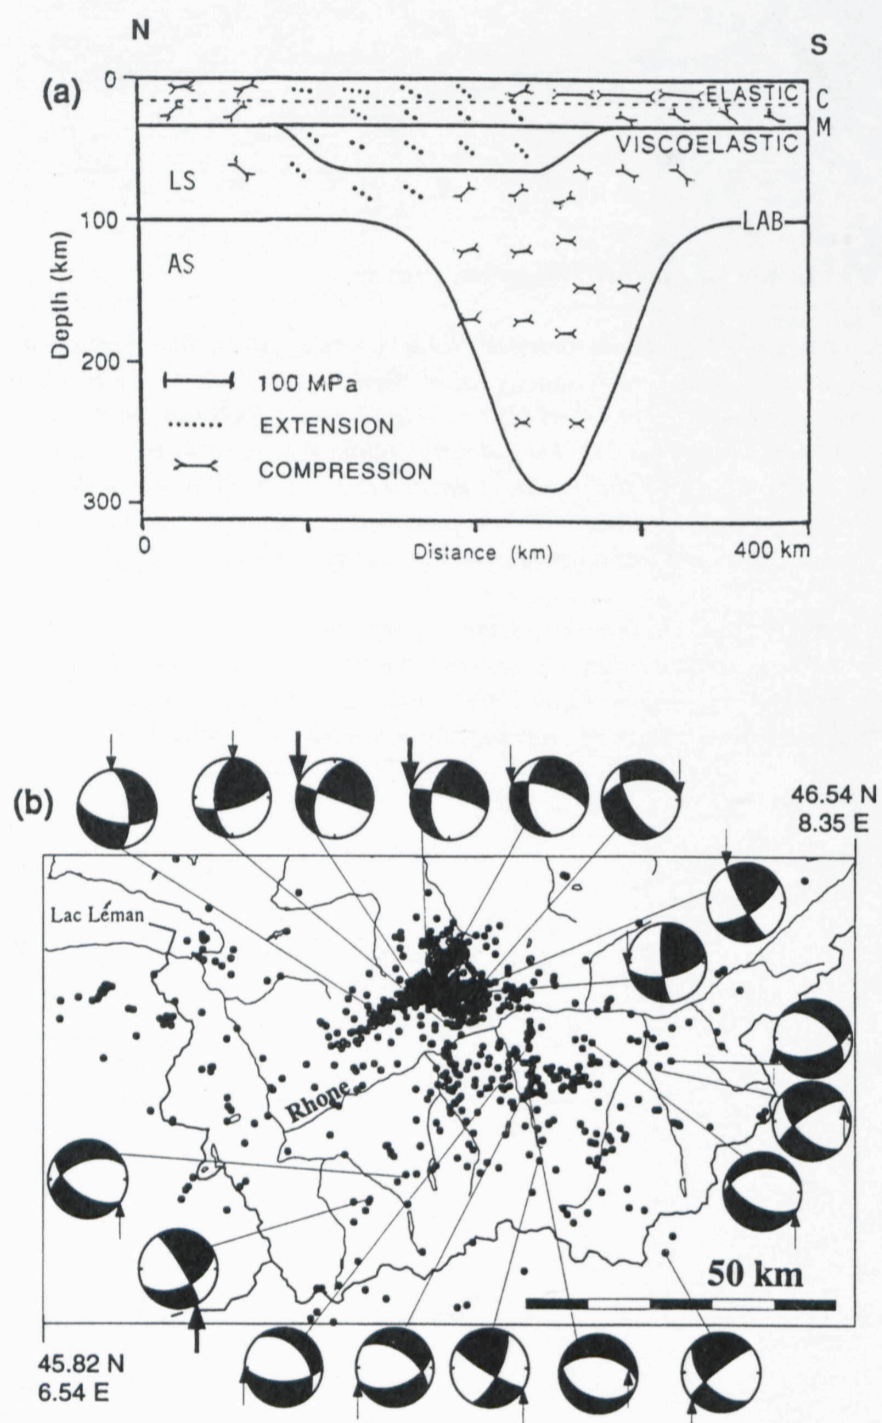 N
S
(a)
0
ELASTIC
C
M
VISCOELASTIC
LS
100
LAB
AS
Depth (km)
200
100 MPa
EXTENSION
COMPRESSION
300
0
Distance (km)
400 km
(b)
46.54 N
8.35 E
Lac Léman
Rhone
50 km
45.82 N
6.54 E